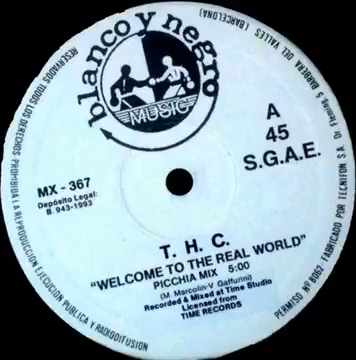 blanco y negro
MUSIC
A
45
S.G.A.E.
MX - 367
Depósito Legal:
B. 943-1993
T. H. C.
"WELCOME TO THE REAL WORLD"
PICCHIA MIX 5:00
(M. Marcolin-V. Gaffurini)
Recorded & Mixed at Time Studio
Licensed from
TIME RECORDS
RESERVADOS TODOS LOS DERECHOS PROHIBIDA LA REPRODUCCION EJECUCION PUBLICA Y RADIODIFUSION
PERMISO Nº 8062 FABRICADO POR TECNIFON S.A. Dr. Fleming 5 BARBERA DEL VALLES (BARCELONA)